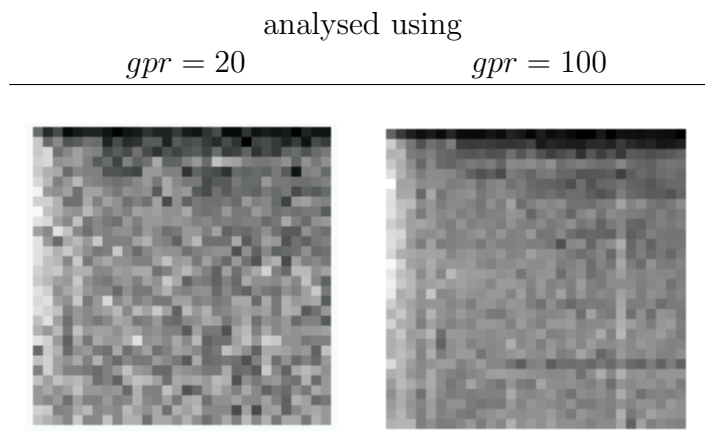 analysed using
gpr = 20 gpr = 100